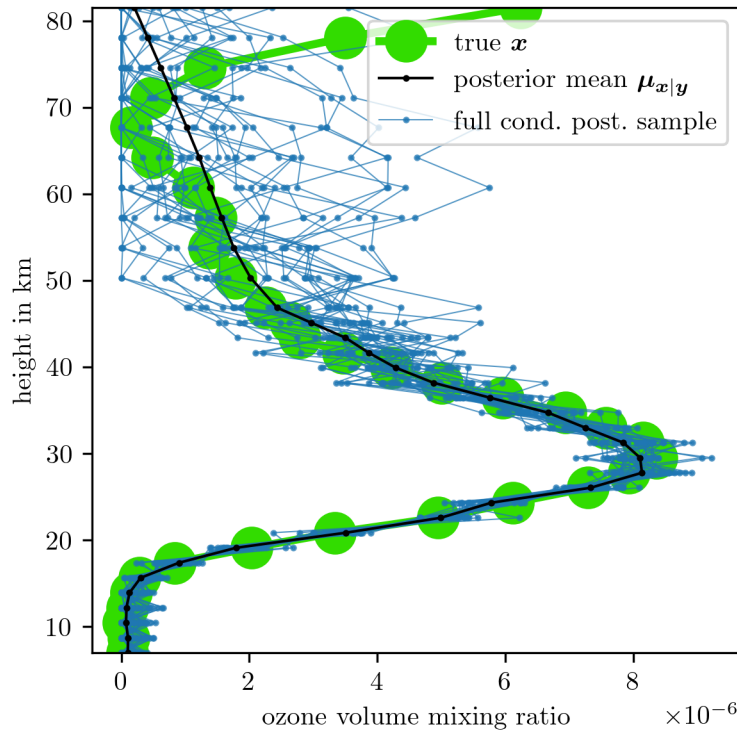 80
70
60
50
40
30
20
10
height in km
true x
posterior mean μx|y
full cond. post. sample
0
2
4
6
8
ozone volume mixing ratio
×10−6